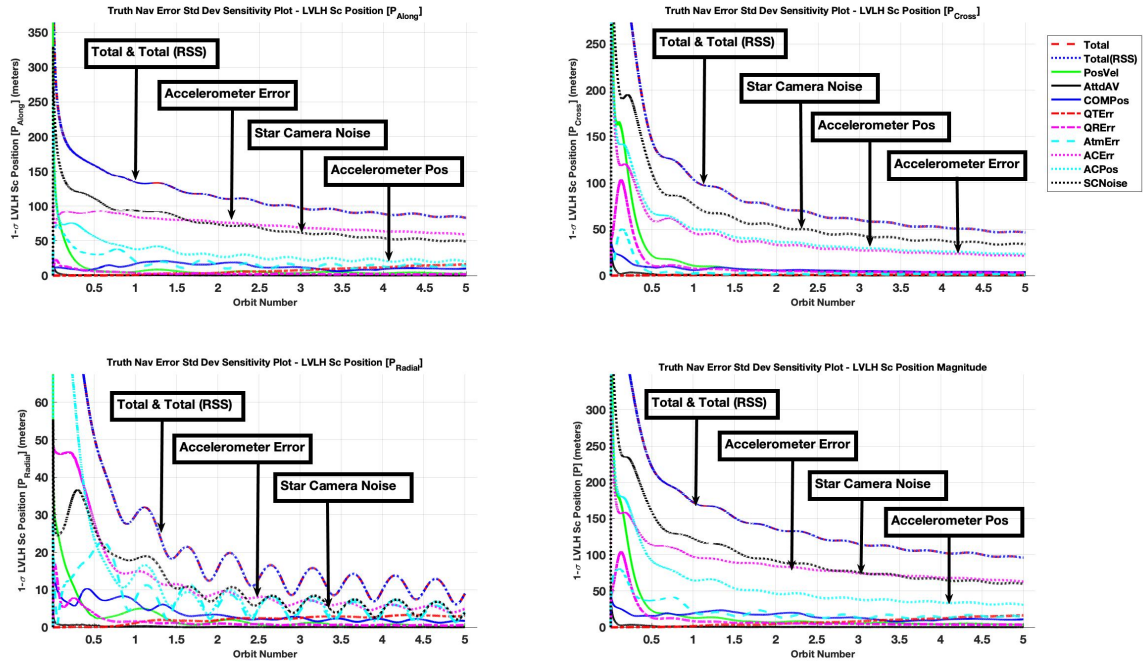 Truth Nav Error Std Dev Sensitivity Plot - LVLH Sc Position [P_Along]
1-σ LVLH Sc Position [P_Along] (meters)
350
300
250
200
150
100
50
0
Total & Total (RSS)
Accelerometer Error
Star Camera Noise
Accelerometer Pos
0.5 1 1.5 2 2.5 3 3.5 4 4.5 5
Orbit Number
Truth Nav Error Std Dev Sensitivity Plot - LVLH Sc Position [P_Cross]
1-σ LVLH Sc Position [P_Cross] (meters)
250
200
150
100
50
0
Total & Total (RSS)
Star Camera Noise
Accelerometer Pos
Accelerometer Error
0.5 1 1.5 2 2.5 3 3.5 4 4.5 5
Orbit Number
Total
Total(RSS)
PosVel
AttdAV
COMPos
QTErr
QRErr
AtmErr
ACErr
ACPos
SCNoise
Truth Nav Error Std Dev Sensitivity Plot - LVLH Sc Position [P_Radial]
1-σ LVLH Sc Position [P_Radial] (meters)
60
50
40
30
20
10
0
Total & Total (RSS)
Accelerometer Error
Star Camera Noise
0.5 1 1.5 2 2.5 3 3.5 4 4.5 5
Orbit Number
Truth Nav Error Std Dev Sensitivity Plot - LVLH Sc Position Magnitude
1-σ LVLH Sc Position [P] (meters)
300
250
200
150
100
50
0
Total & Total (RSS)
Accelerometer Error
Star Camera Noise
Accelerometer Pos
0.5 1 1.5 2 2.5 3 3.5 4 4.5 5
Orbit Number